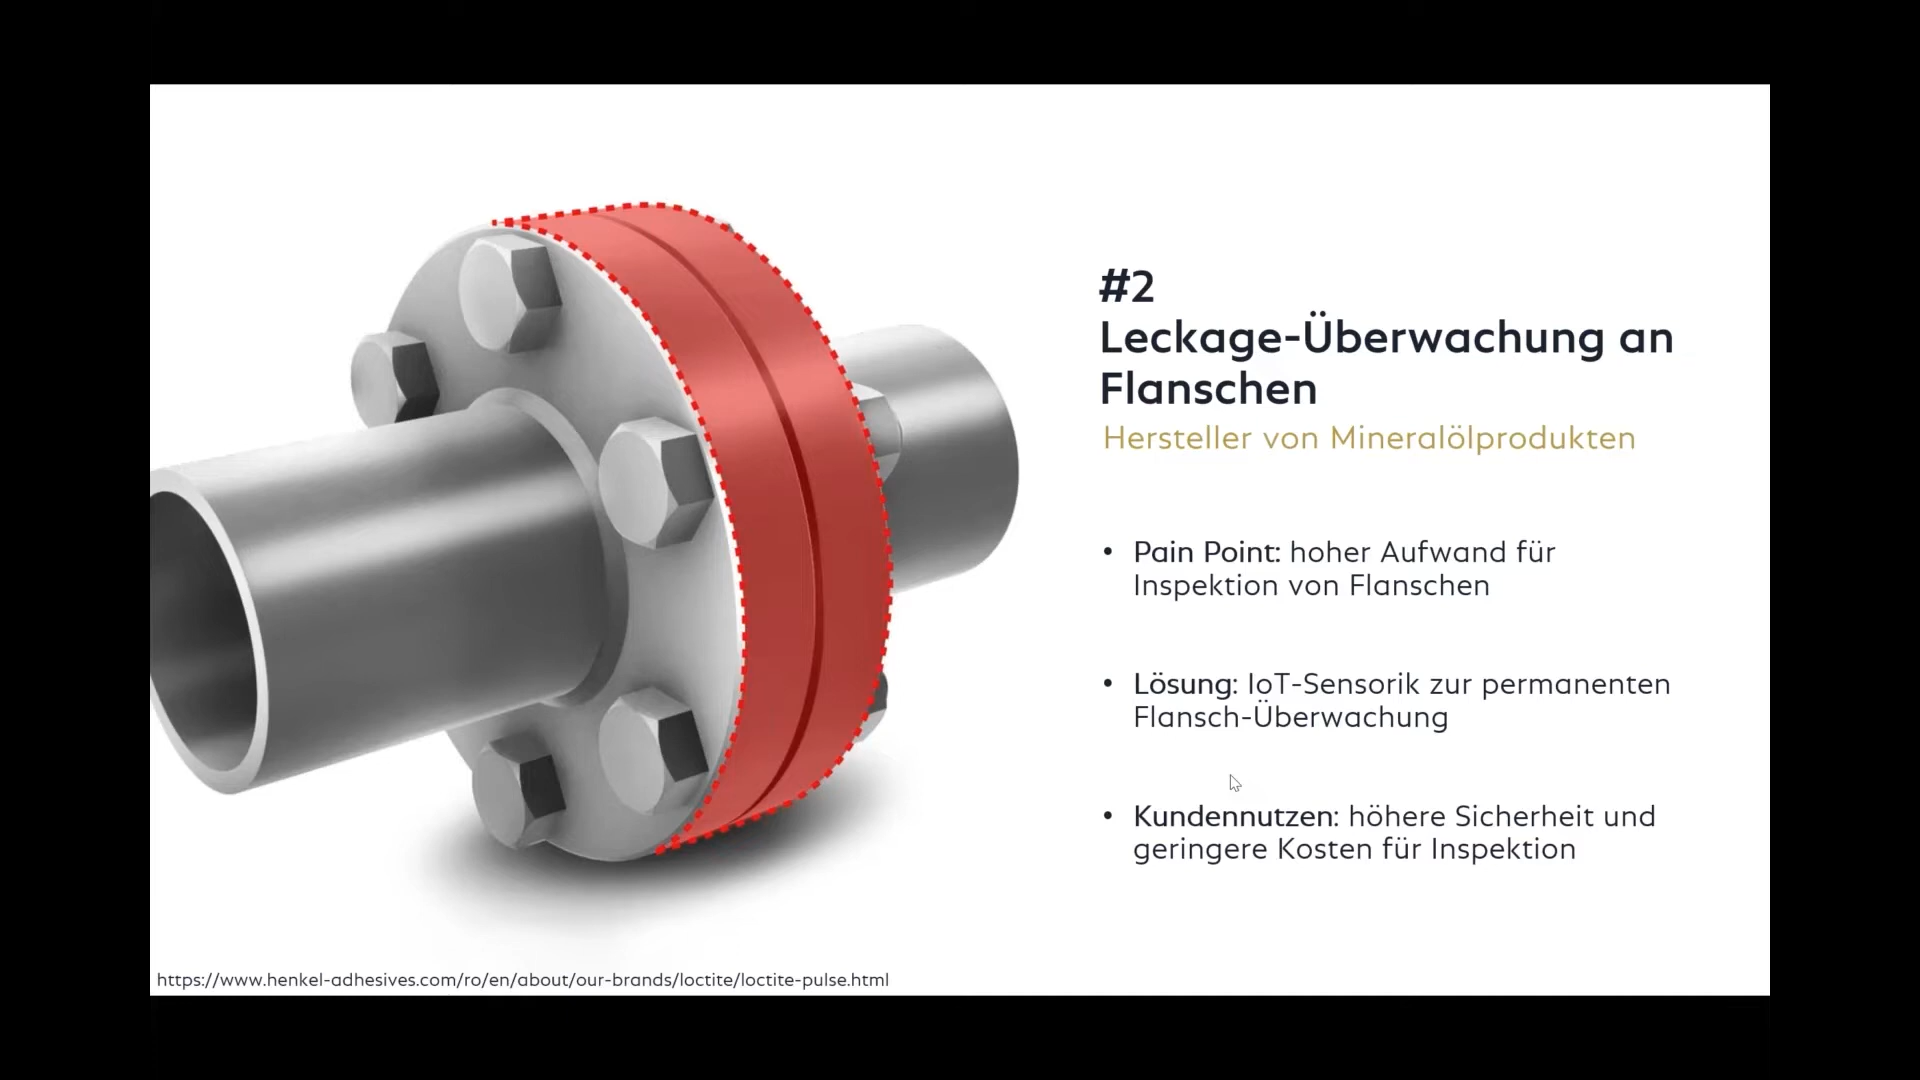 #2
Leckage-Überwachung an
Flanschen
Hersteller von Mineralölprodukten
• Pain Point: hoher Aufwand für
Inspektion von Flanschen
• Lösung: IoT-Sensorik zur permanenten
Flansch-Überwachung
• Kundennutzen: höhere Sicherheit und
geringere Kosten für Inspektion
https://www.henkel-adhesives.com/ro/en/about/our-brands/loctite/loctite-pulse.html